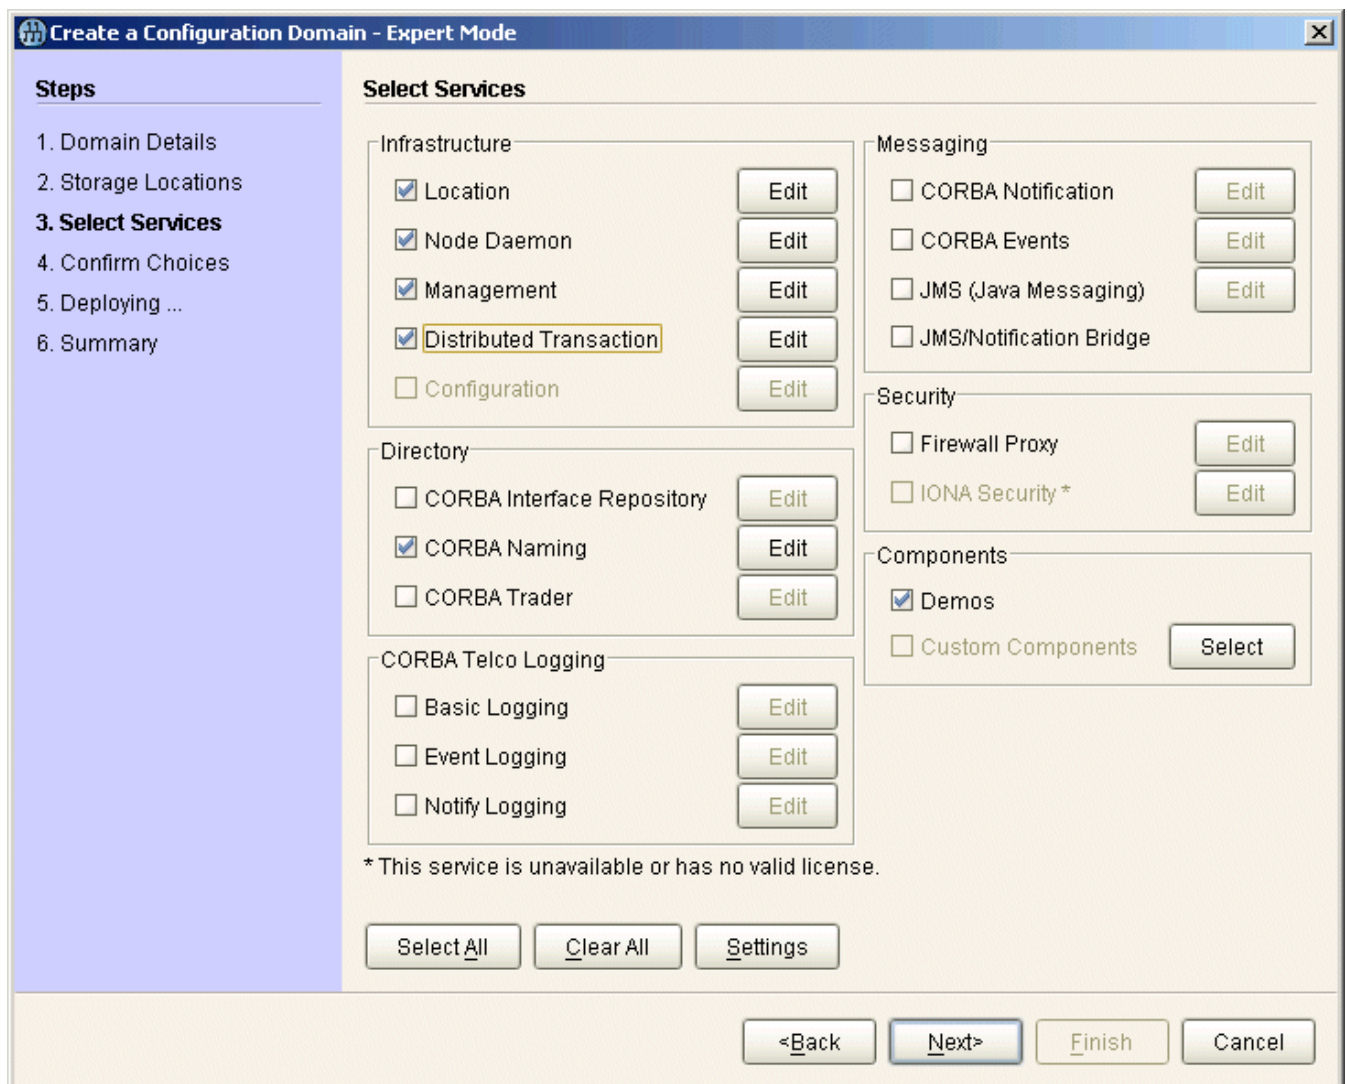 Create a Configuration Domain - Expert Mode
Steps
1. Domain Details
2. Storage Locations
3. Select Services
4. Confirm Choices
5. Deploying ...
6. Summary
Select Services
Infrastructure
Location Edit
Node Daemon Edit
Management Edit
Distributed Transaction Edit
Configuration Edit
Directory
CORBA Interface Repository Edit
CORBA Naming Edit
CORBA Trader Edit
CORBA Telco Logging
Basic Logging Edit
Event Logging Edit
Notify Logging Edit
Messaging
CORBA Notification Edit
CORBA Events Edit
JMS (Java Messaging) Edit
JMS/Notification Bridge
Security
Firewall Proxy Edit
IONA Security * Edit
Components
Demos
Custom Components Select
* This service is unavailable or has no valid license.
Select All Clear All Settings
<Back Next> Finish Cancel